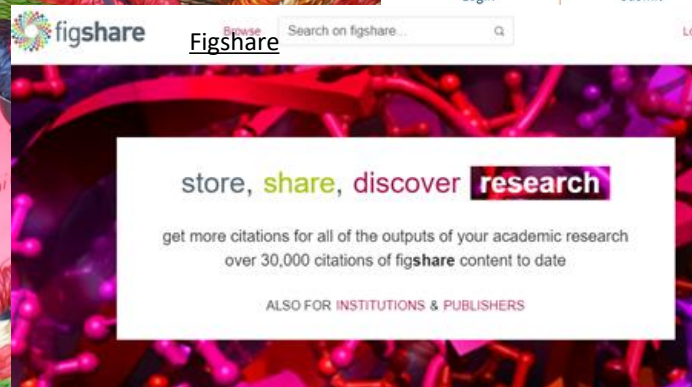 figshare
Browse
Figshare
Search on figshare...
store, share, discover research
get more citations for all of the outputs of your academic research
over 30,000 citations of figshare content to date
ALSO FOR INSTITUTIONS & PUBLISHERS